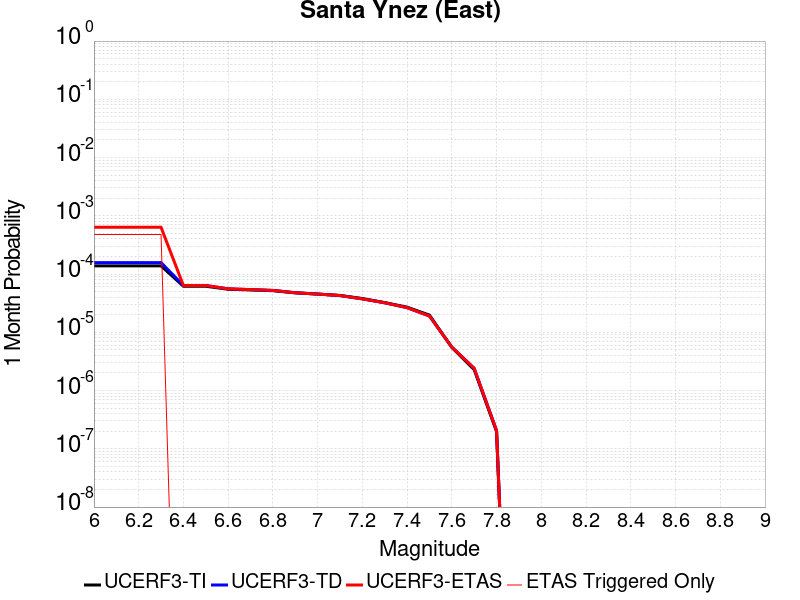 Santa Ynez (East)
10^0
10^-1
10^-2
10^-3
10^-4
10^-5
10^-6
10^-7
10^-8
1 Month Probability
6 6.2 6.4 6.6 6.8 7 7.2 7.4 7.6 7.8 8 8.2 8.4 8.6 8.8 9
Magnitude
UCERF3-TI UCERF3-TD UCERF3-ETAS ETAS Triggered Only